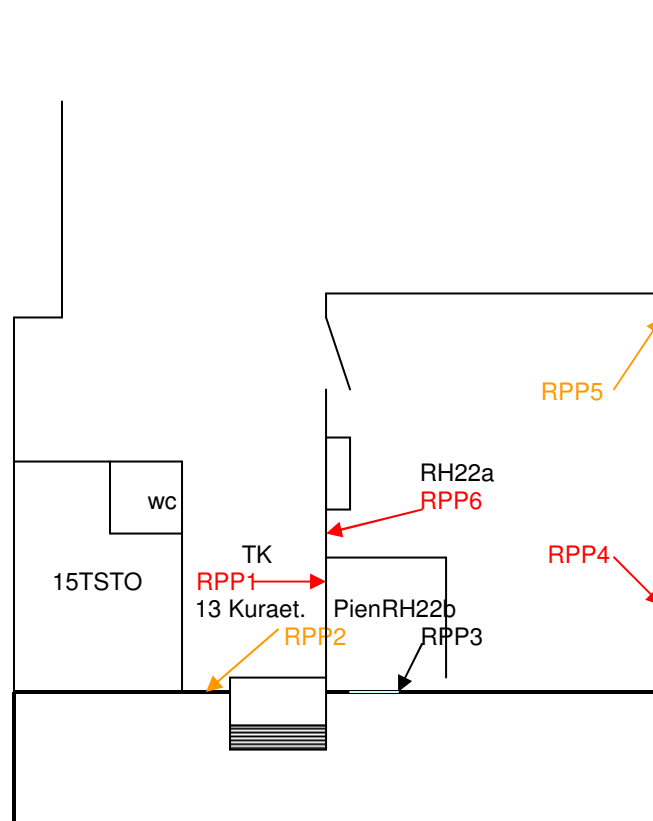 RPP5
RH22a
RPP6
wc
TK
RPP4
15TSTO
RPP1
13 Kuraet.
PienRH22b
RPP2
RPP3